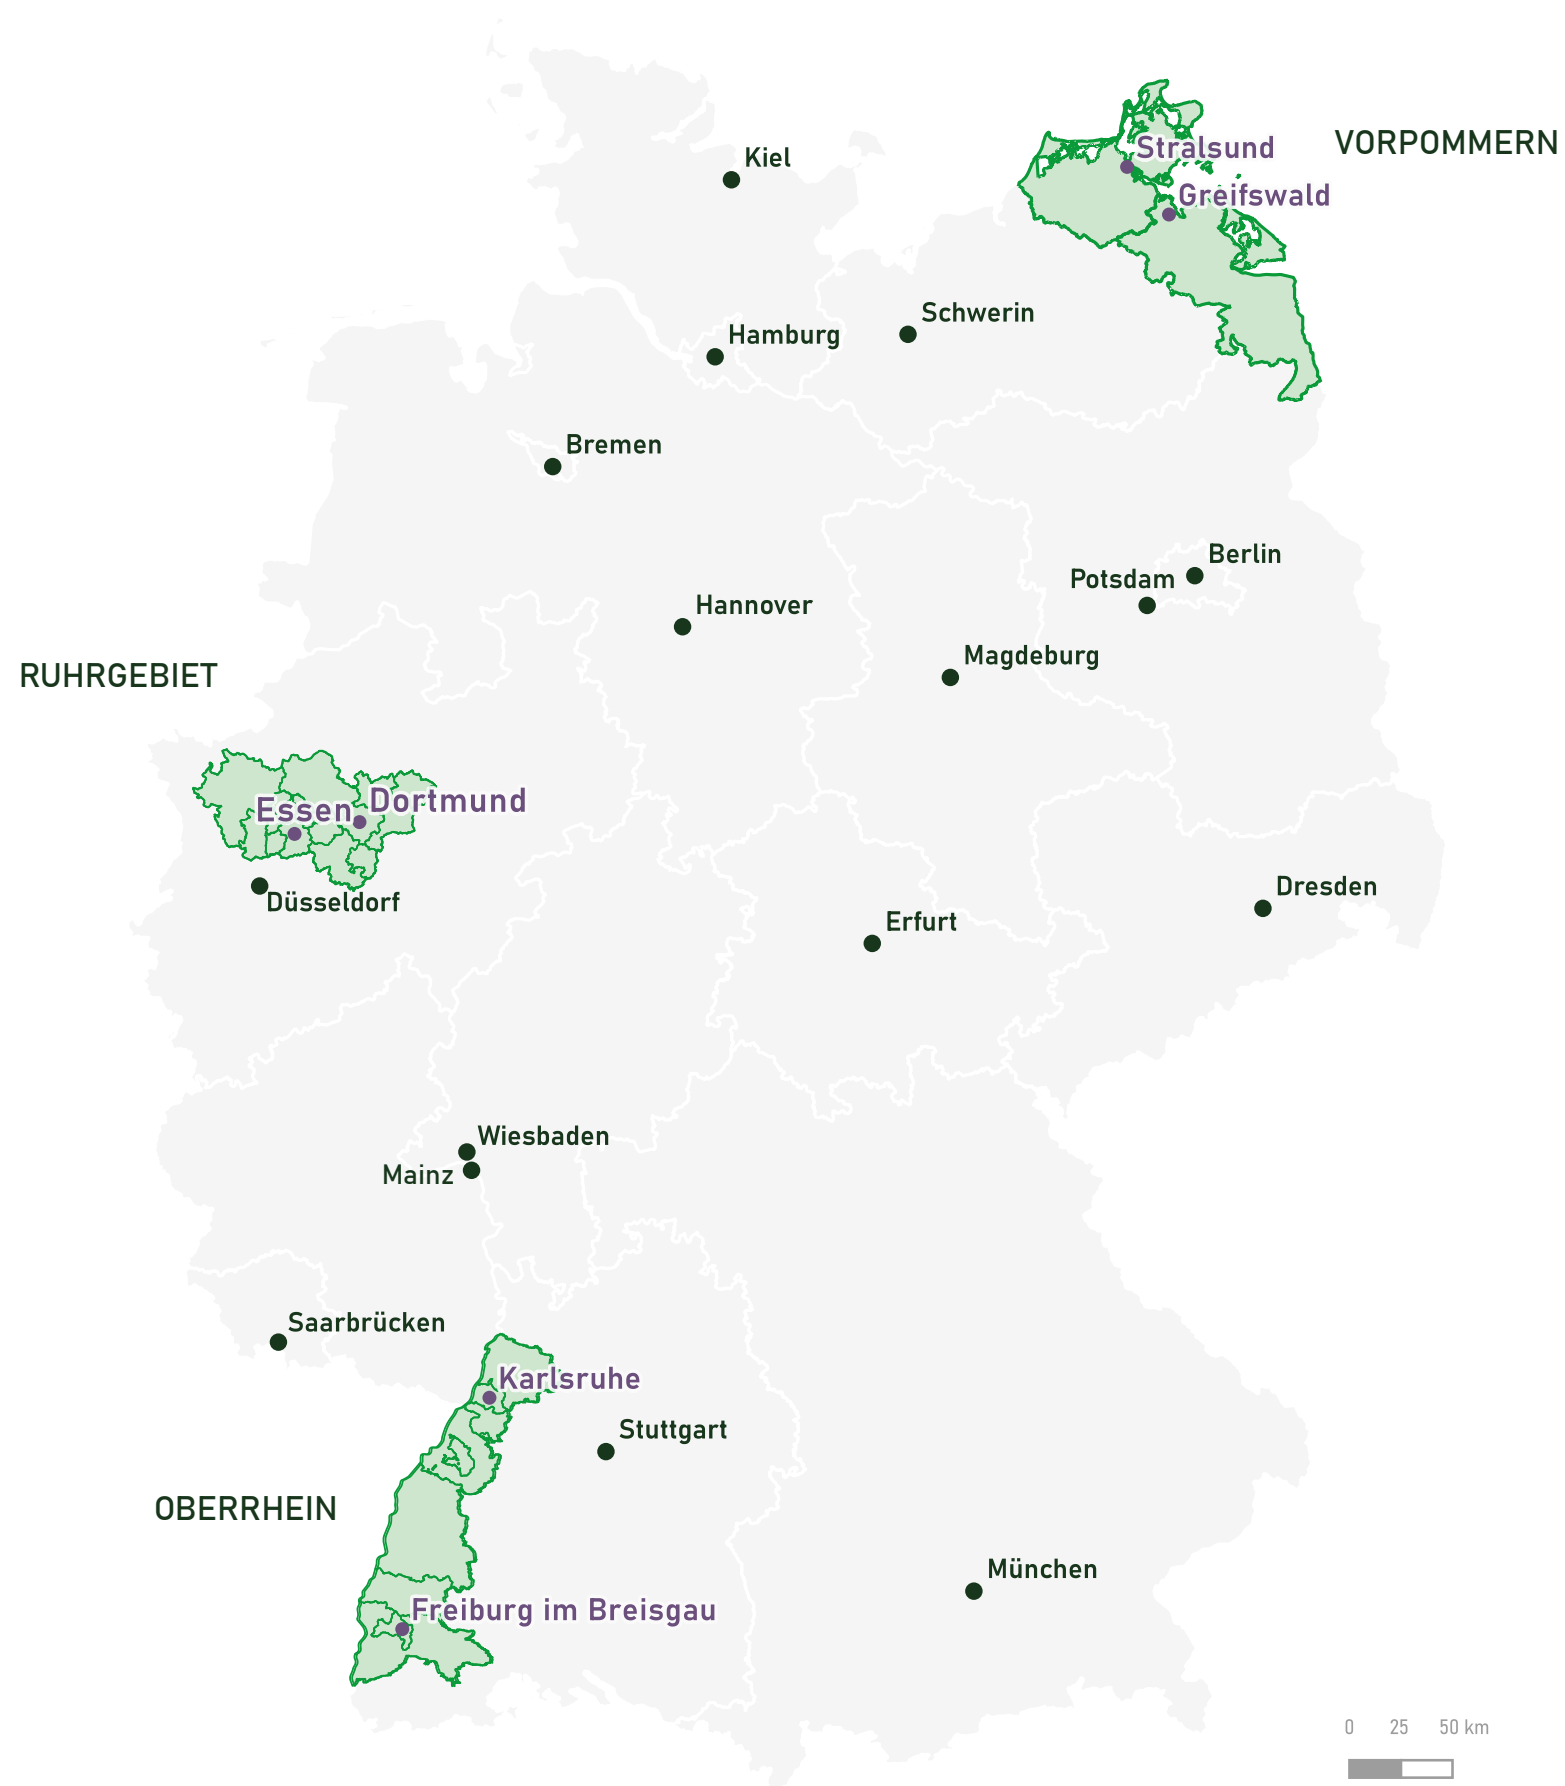 VORPOMMERN
Stralsund
Kiel
Greifswald
Schwerin
Hamburg
Bremen
Berlin
Potsdam
Hannover
Magdeburg
RUHRGEBIET
Dortmund
Essen
Dresden
Düsseldorf
Erfurt
Wiesbaden
Mainz
Saarbrücken
Karlsruhe
Stuttgart
OBERRHEIN
München
Freiburg im Breisgau
0 25 50 km